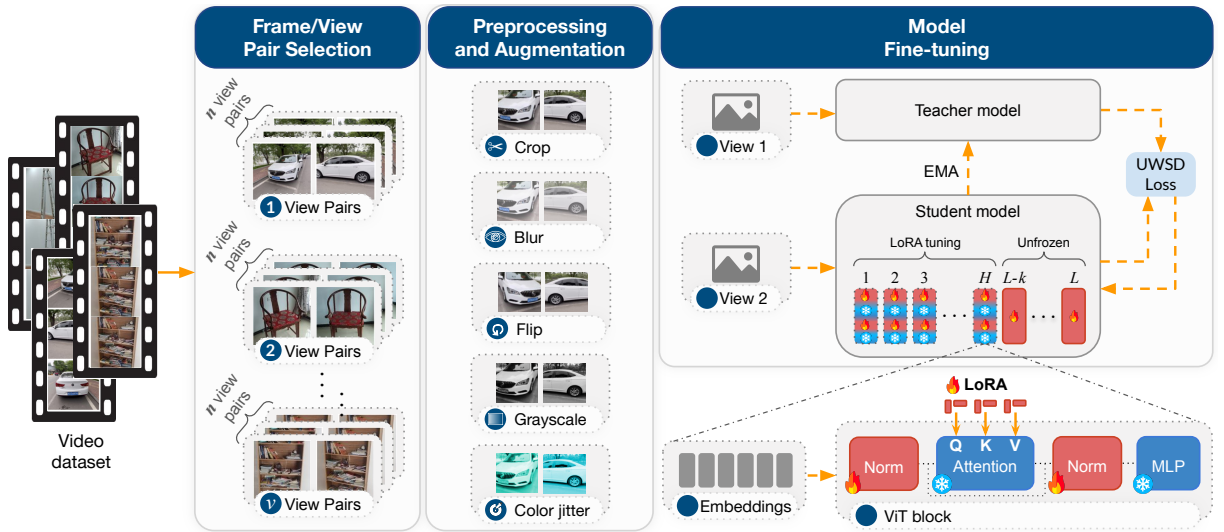 Frame/View
Pair Selection
Preprocessing
and Augmentation
Model
Fine-tuning
Video
dataset
n view
pairs
1 View Pairs
n view
pairs
2 View Pairs
n view
pairs
v View Pairs
Crop
Blur
Flip
Grayscale
Color jitter
View 1
Teacher model
EMA
UWSD
Loss
View 2
Student model
LoRA tuning
Unfrozen
1 2 3 ... H L-k ... L
LoRA
Q K V
Embeddings
Norm
Attention
Norm
MLP
ViT block